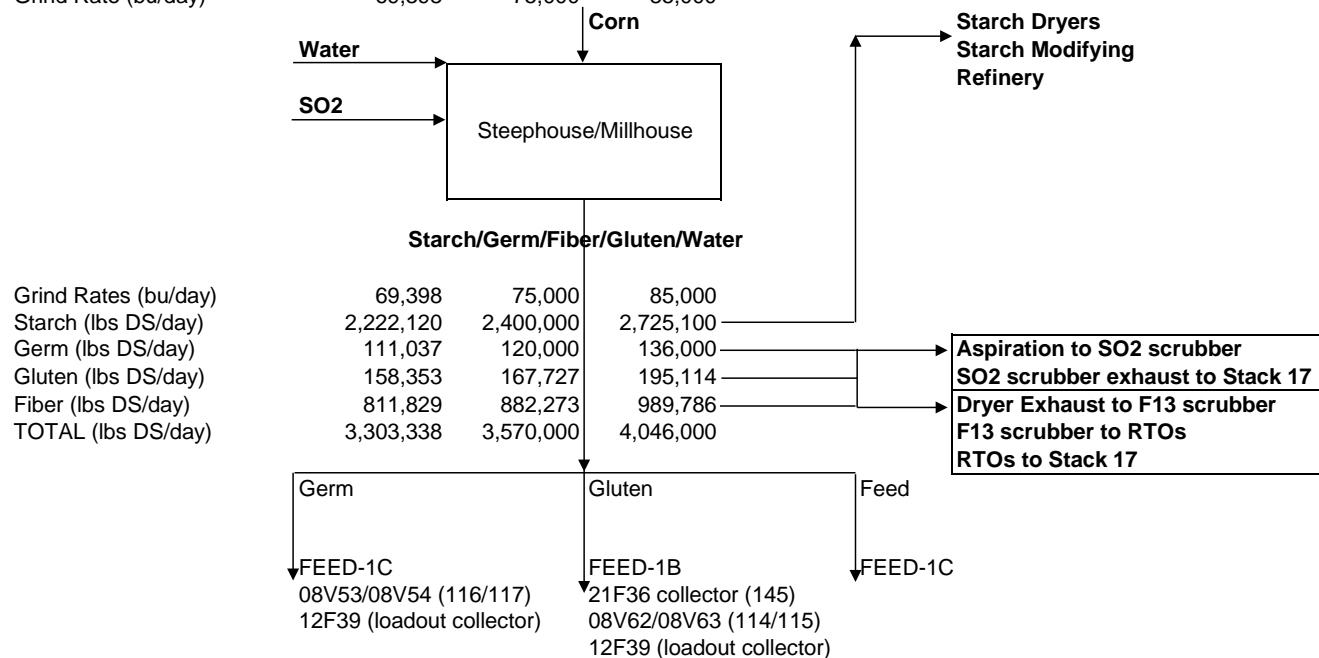 Corn
Starch Dryers
Water
Starch Modifying
Refinery
SO2
Steephouse/Millhouse
Starch/Germ/Fiber/Gluten/Water
Grind Rates (bu/day) 69,398 75,000 85,000
Starch (lbs DS/day) 2,222,120 2,400,000 2,725,100
Germ (lbs DS/day) 111,037 120,000 136,000 Aspiration to SO2 scrubber
Gluten (lbs DS/day) 158,353 167,727 195,114 SO2 scrubber exhaust to Stack 17
Fiber (lbs DS/day) 811,829 882,273 989,786 Dryer Exhaust to F13 scrubber
TOTAL (lbs DS/day) 3,303,338 3,570,000 4,046,000 F13 scrubber to RTOs
RTOs to Stack 17
Germ Gluten Feed
FEED-1C FEED-1B FEED-1C
08V53/08V54 (116/117) 21F36 collector (145)
12F39 (loadout collector) 08V62/08V63 (114/115)
12F39 (loadout collector)